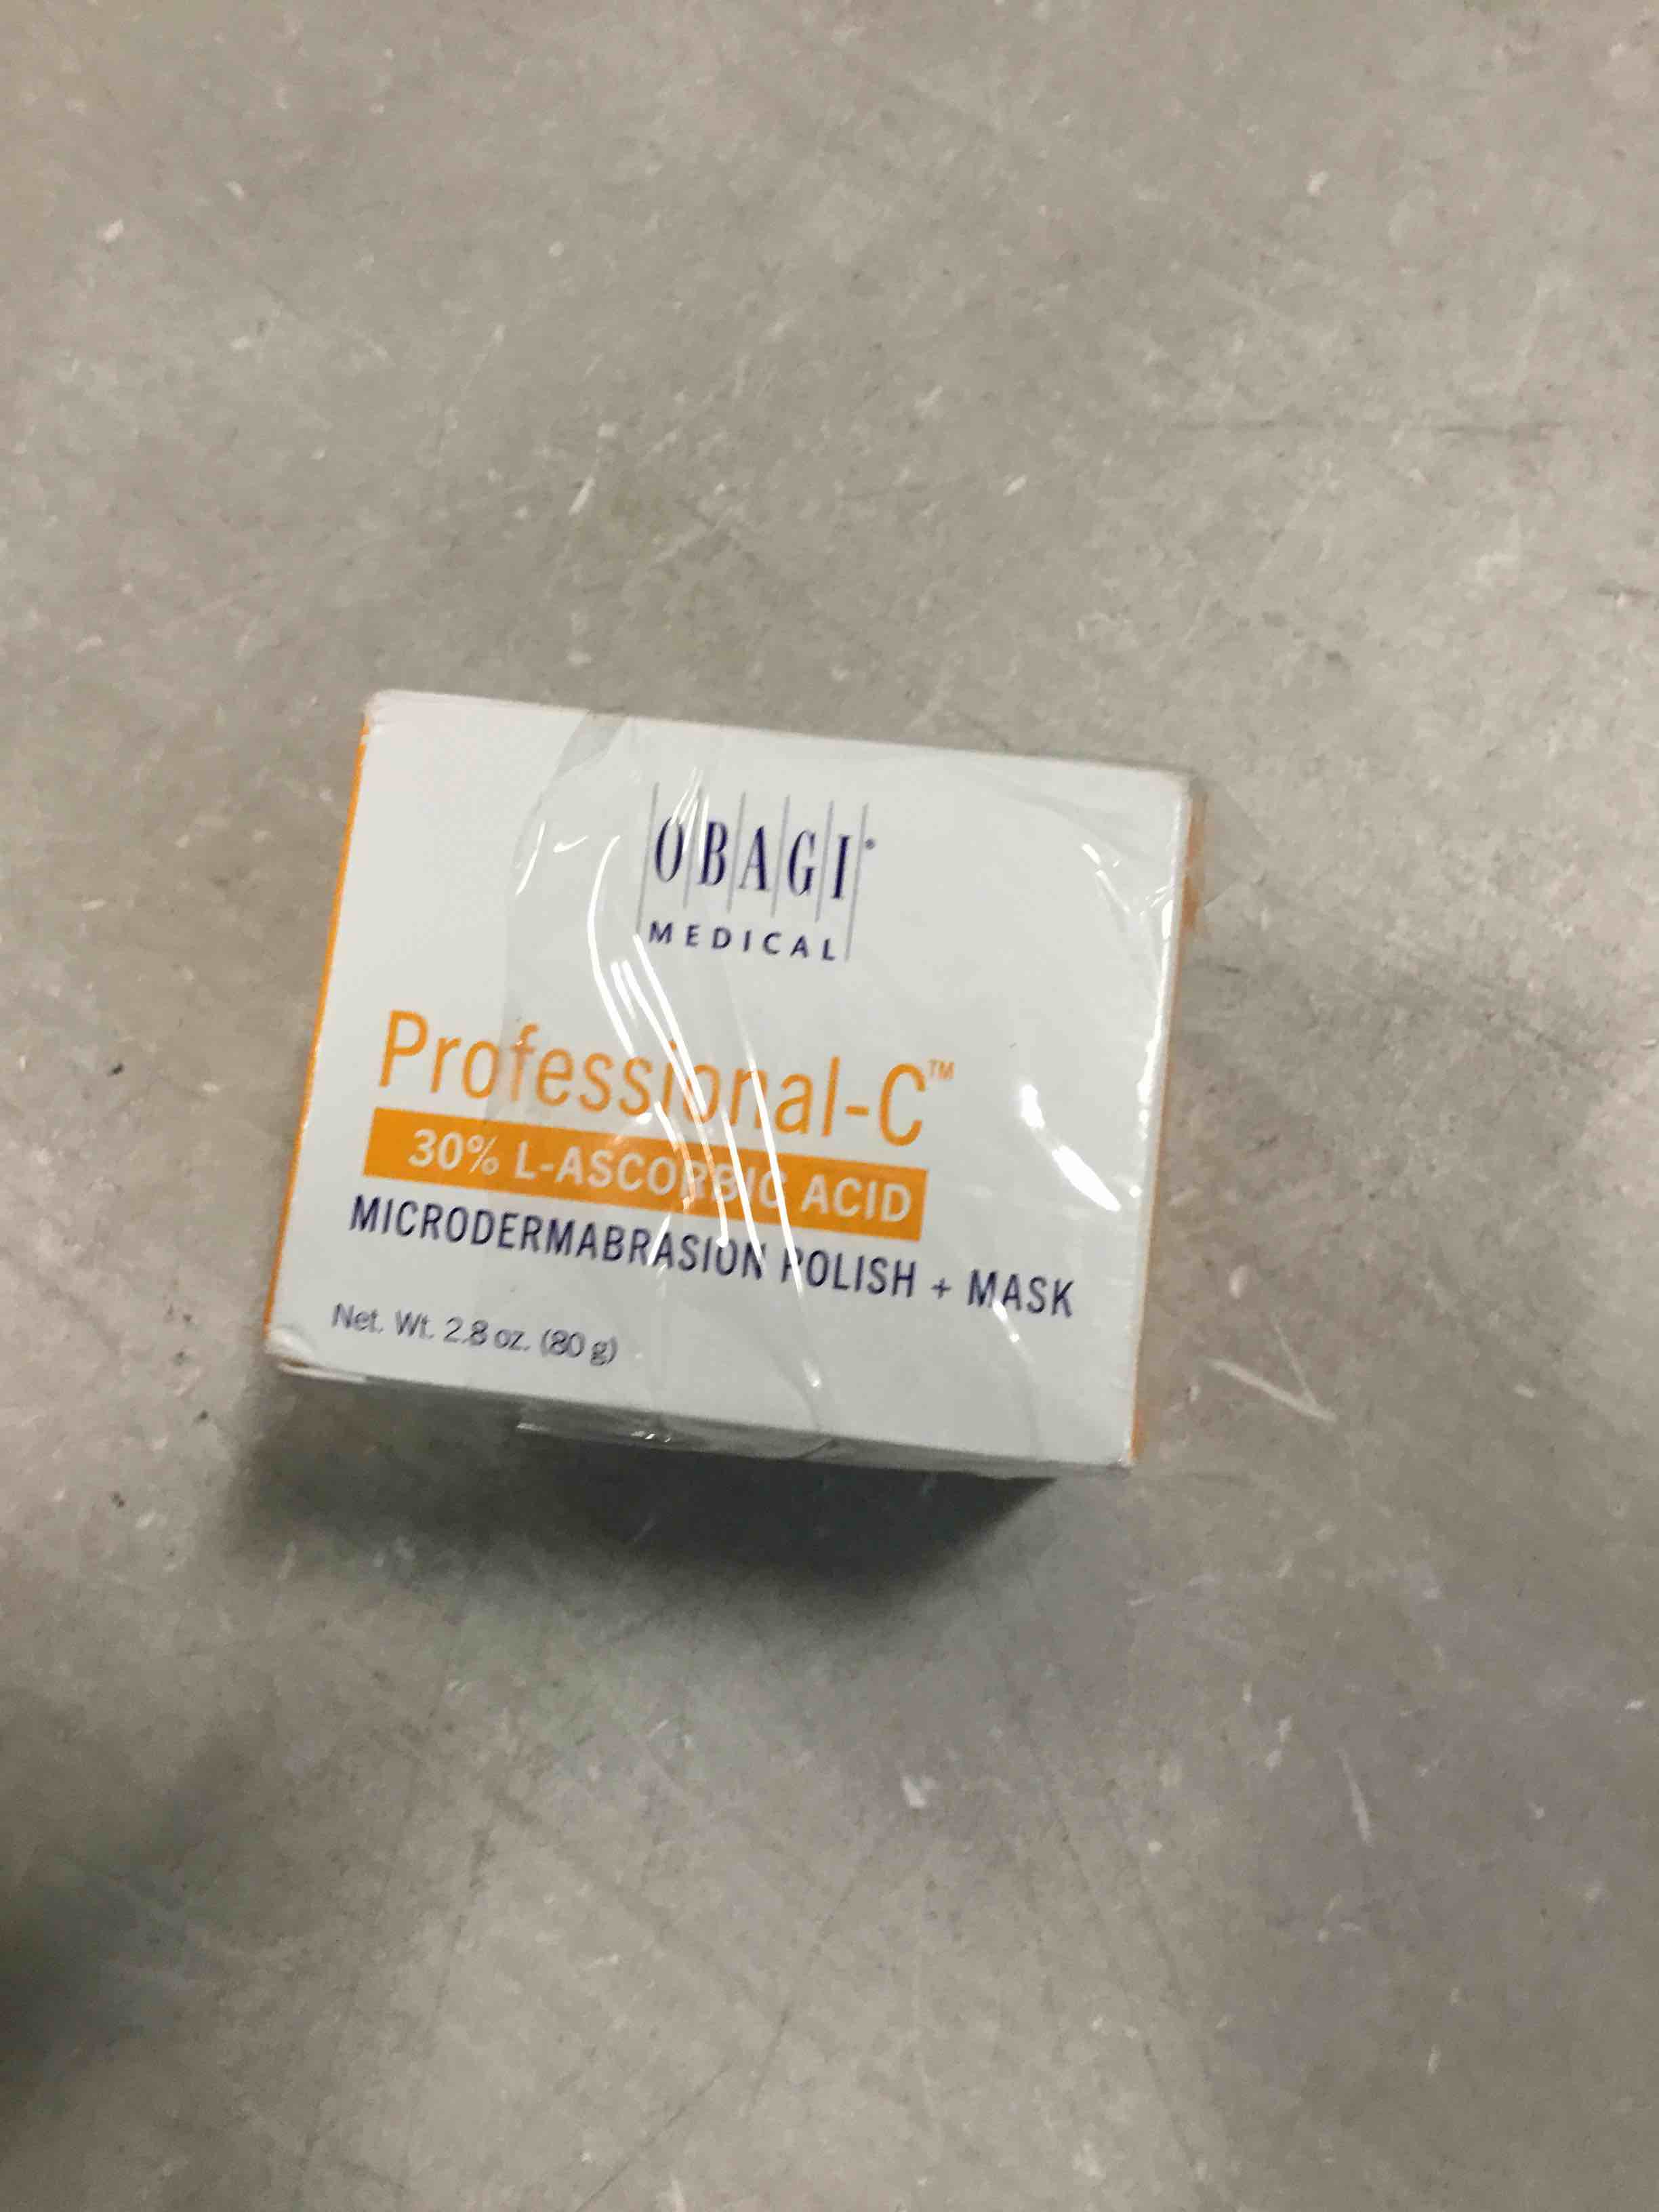 OBAGI®
MEDICAL
Professional-C™
30% L-ASCORBIC ACID
MICRODERMABRASION POLISH + MASK
Net. Wt. 2.8 oz. (80 g)